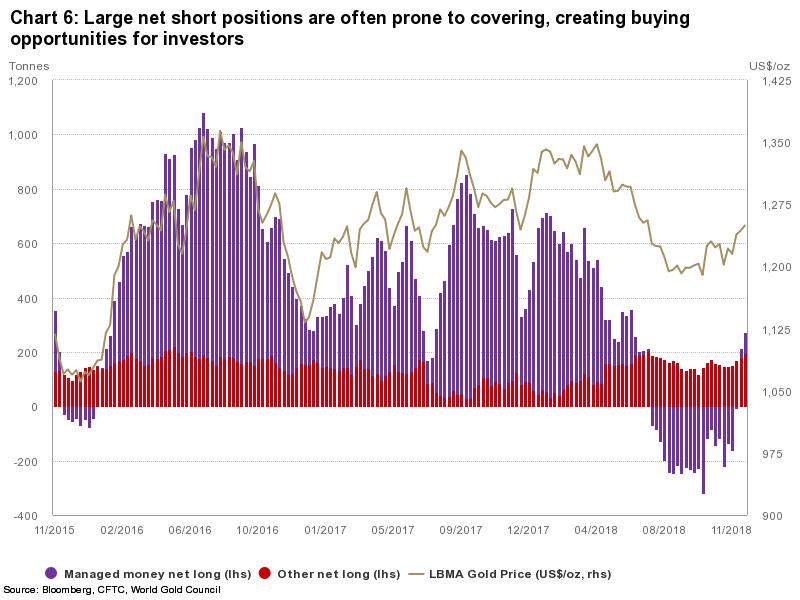 Chart 6: Large net short positions are often prone to covering, creating buying
opportunities for investors
Tonnes
US$/oz
1,200
1,000
800
600
400
200
0
-200
-400
1,425
1,350
1,275
1,200
1,125
1,050
975
900
11/2015 02/2016 06/2016 10/2016 01/2017 05/2017 09/2017 12/2017 04/2018 08/2018 11/2018
Managed money net long (lhs) Other net long (lhs) LBMA Gold Price (US$/oz, rhs)
Source: Bloomberg, CFTC, World Gold Council